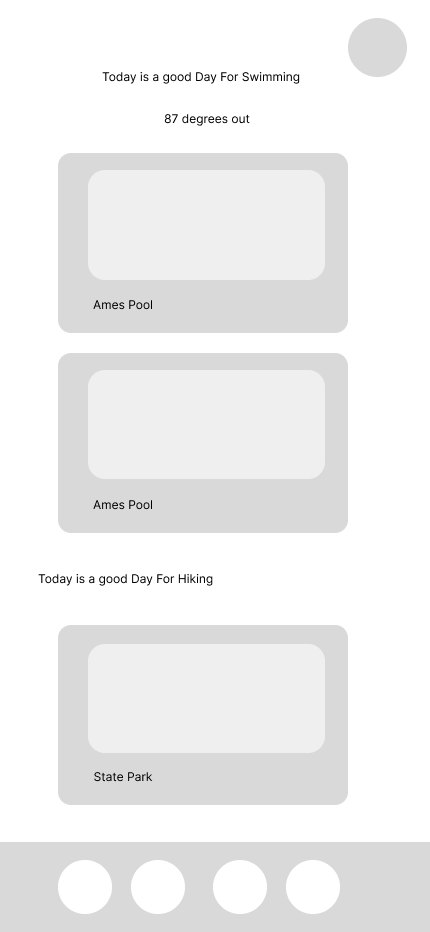 Today is a good Day For Swimming
87 degrees out
Ames Pool
Ames Pool
Today is a good Day For Hiking
State Park